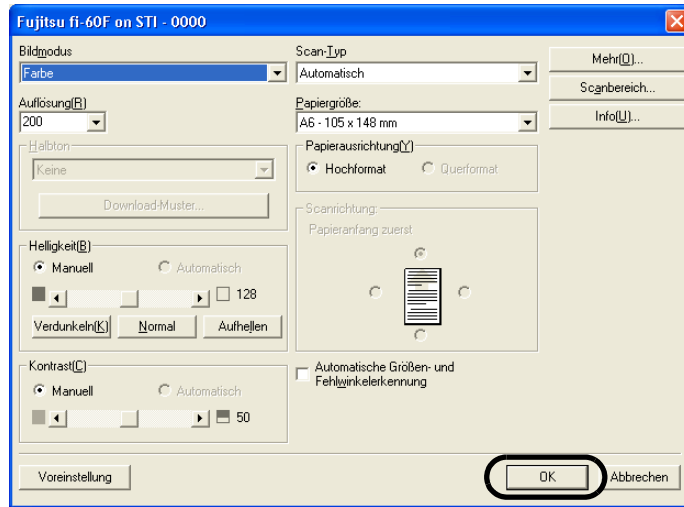 Fujitsu fi-60F on STI - 0000
Bildmodus
Farbe
Scan-Typ
Automatisch
Mehr(O)...
Scanbereich...
Info(U)...
Auflösung(R)
200
Papiergröße:
A6 - 105 x 148 mm
Halbton
Keine
Download-Muster...
Papierausrichtung(Y)
Hochformat
Querformat
Scanrichtung:
Papieranfang zuerst
Helligkeit(B)
Manuell
Automatisch
128
Verdunkeln(K)
Normal
Aufhellen
Kontrast(C)
Manuell
Automatisch
50
Automatische Größen- und
Fehlwinkelerkennung
Voreinstellung
OK
Abbrechen